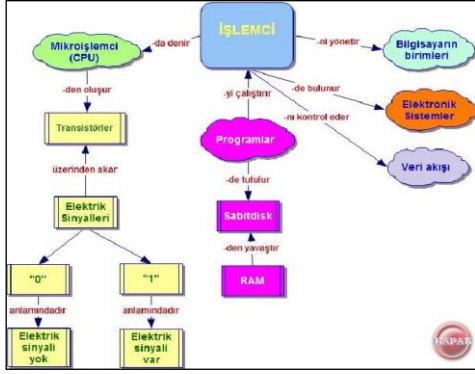 İŞLEMCİ
-da denir
Mikroişlemci
(CPU)
-ni yönetir
Bilgisayarın
birimleri
-den oluşur
-yi çalıştırır
-de bulunur
-nı kontrol eder
Elektronik
Sistemler
Transistörler
Programlar
Veri akışı
üzerinden akar
-de tutulur
Elektrik
Sinyalleri
Sabitdisk
-den yavaştır
"0"
"1"
RAM
anlamındadır
anlamındadır
Elektrik
sinyali
yok
Elektrik
sinyali
var
KAPAK